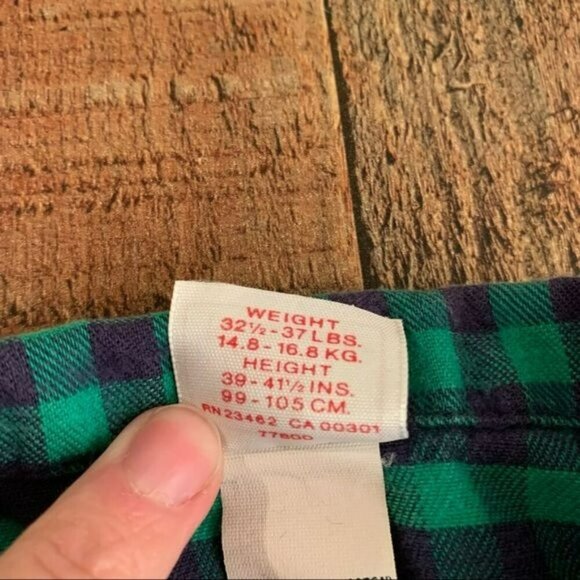 WEIGHT
32½-37 LBS.
14.8-16.8 KG.
HEIGHT
39-41½ INS.
99-105 CM.
RN 23462 CA 00301